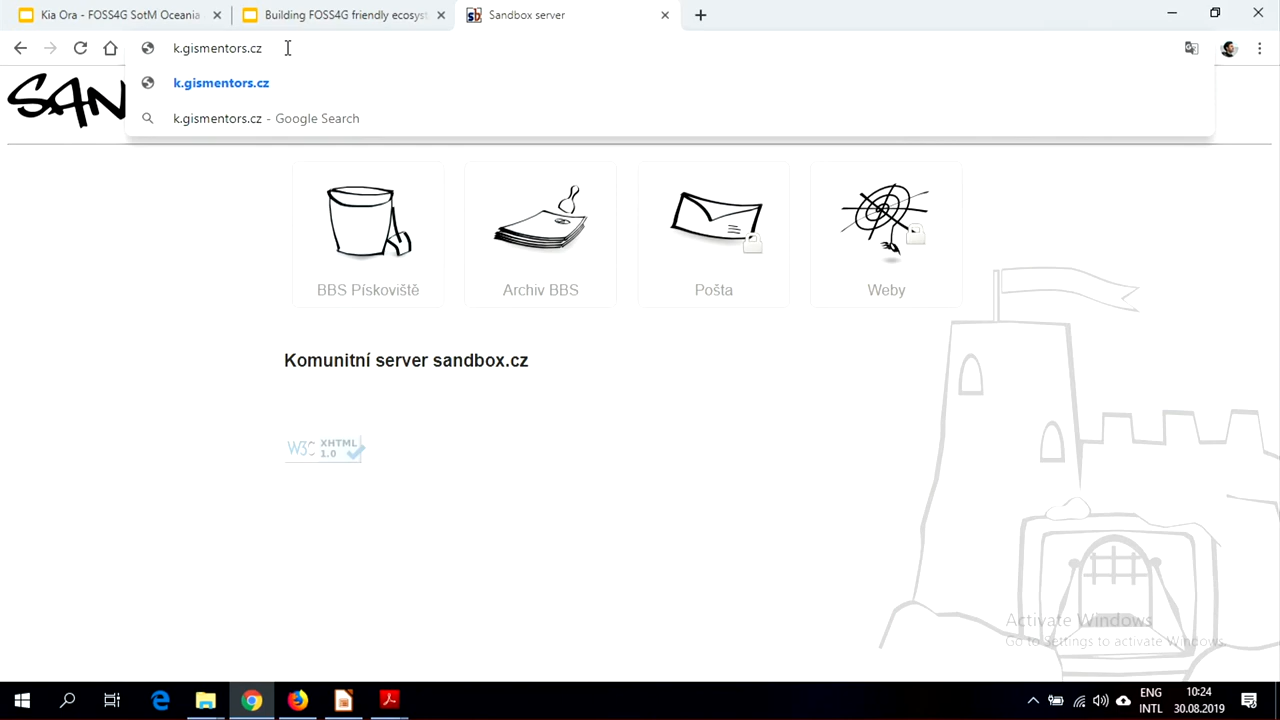 Kia Ora - FOSS4G SotM Oceania
Building FOSS4G friendly ecosyst
Sandbox server
k.gismentors.cz
k.gismentors.cz
k.gismentors.cz - Google Search
SAN
BBS Pískoviště
Archiv BBS
Pošta
Weby
Komunitní server sandbox.cz
W3C XHTML
1.0
Activate Windows
Go to Settings to activate Windows.
ENG
INTL
10:24
30.08.2019